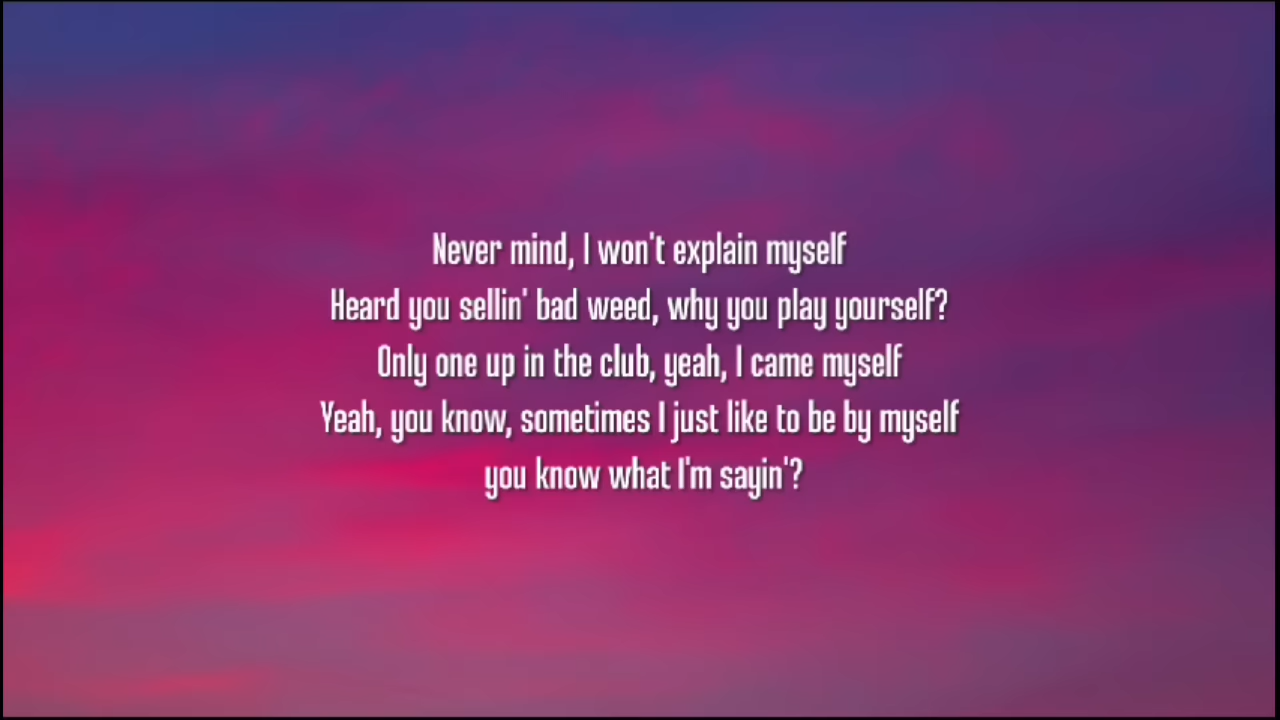 Never mind, I won't explain myself
Heard you sellin' bad weed, why you play yourself?
Only one up in the club, yeah, I came myself
Yeah, you know, sometimes I just like to be by myself
you know what I'm sayin'?